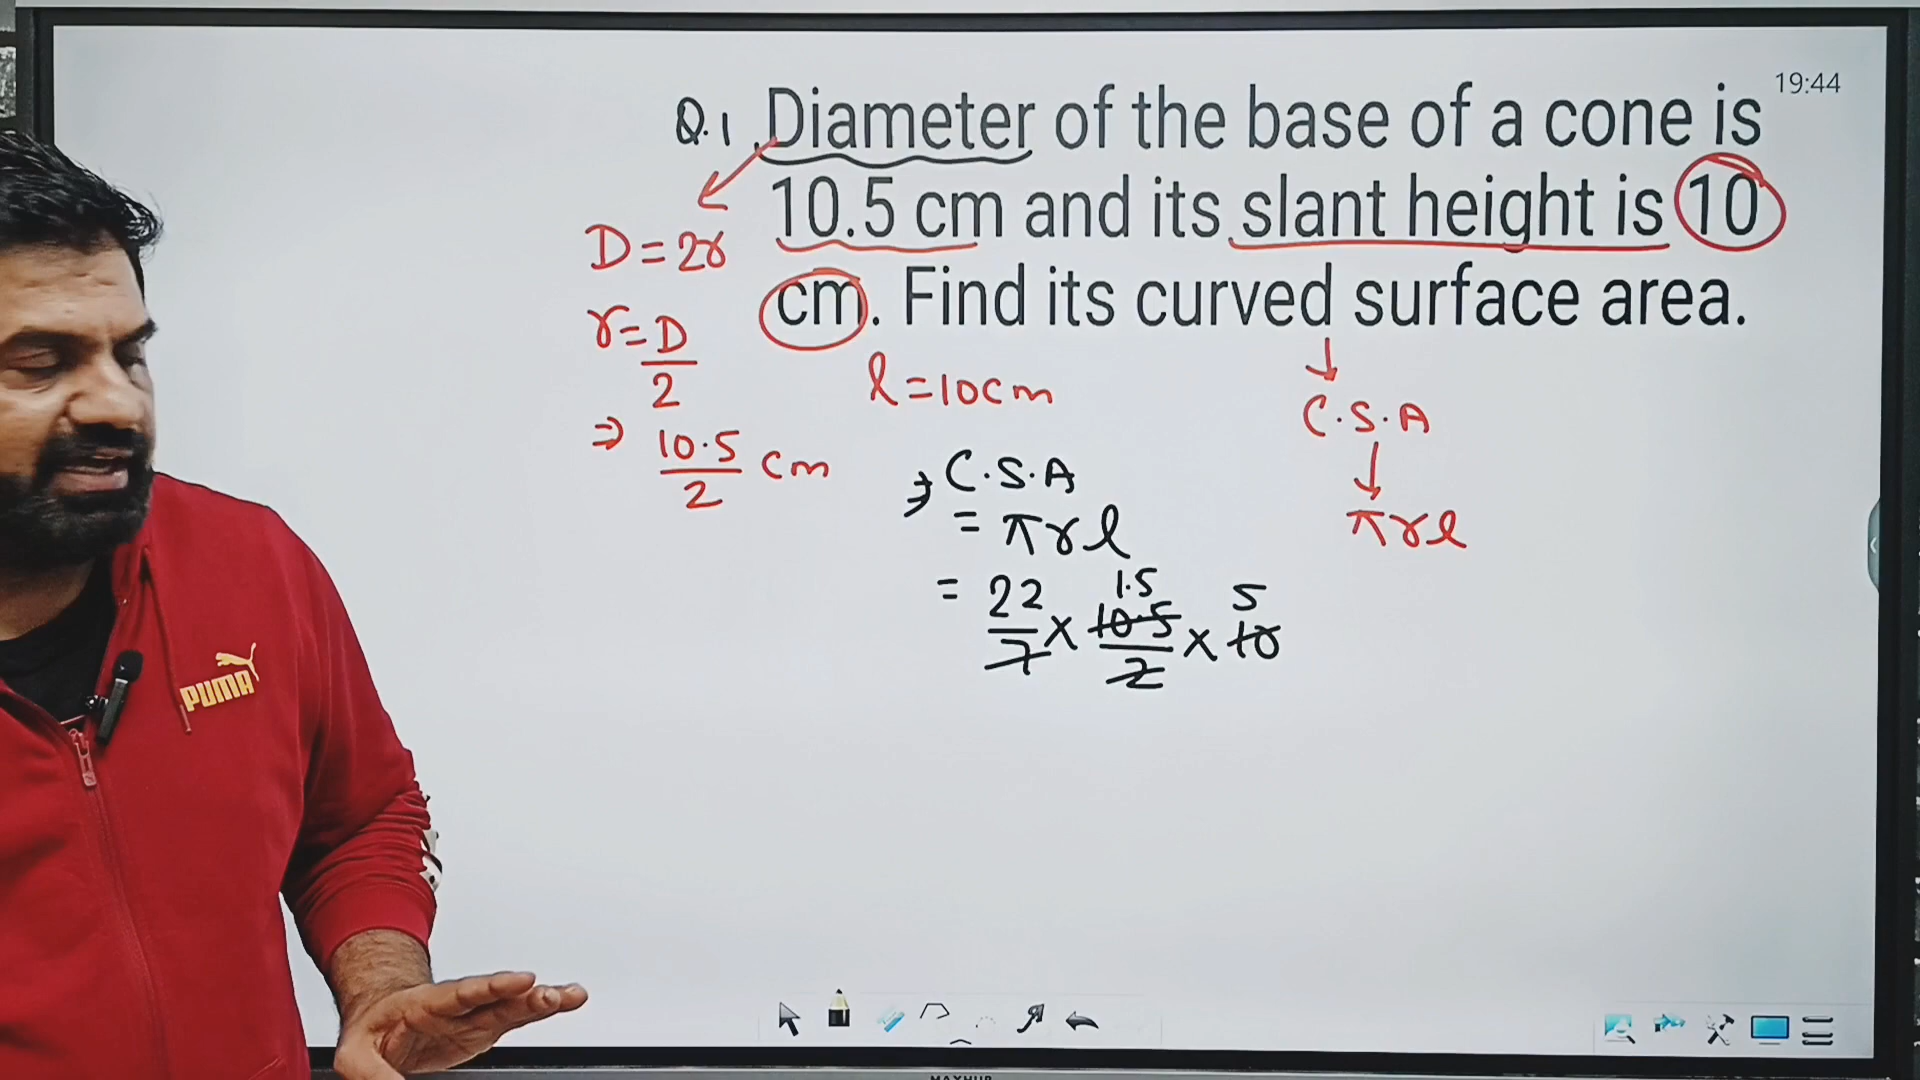 19:44
Q.1 Diameter of the base of a cone is
10.5 cm and its slant height is 10
cm. Find its curved surface area.
D = 2r
r = D/2
⇒ 10.5/2 cm
l = 10cm
C.S.A
πrl
⇒ C.S.A
= πrl
1.5 5
= 22/7 × 10.5/2 × 10
PUMA
MAXHUB